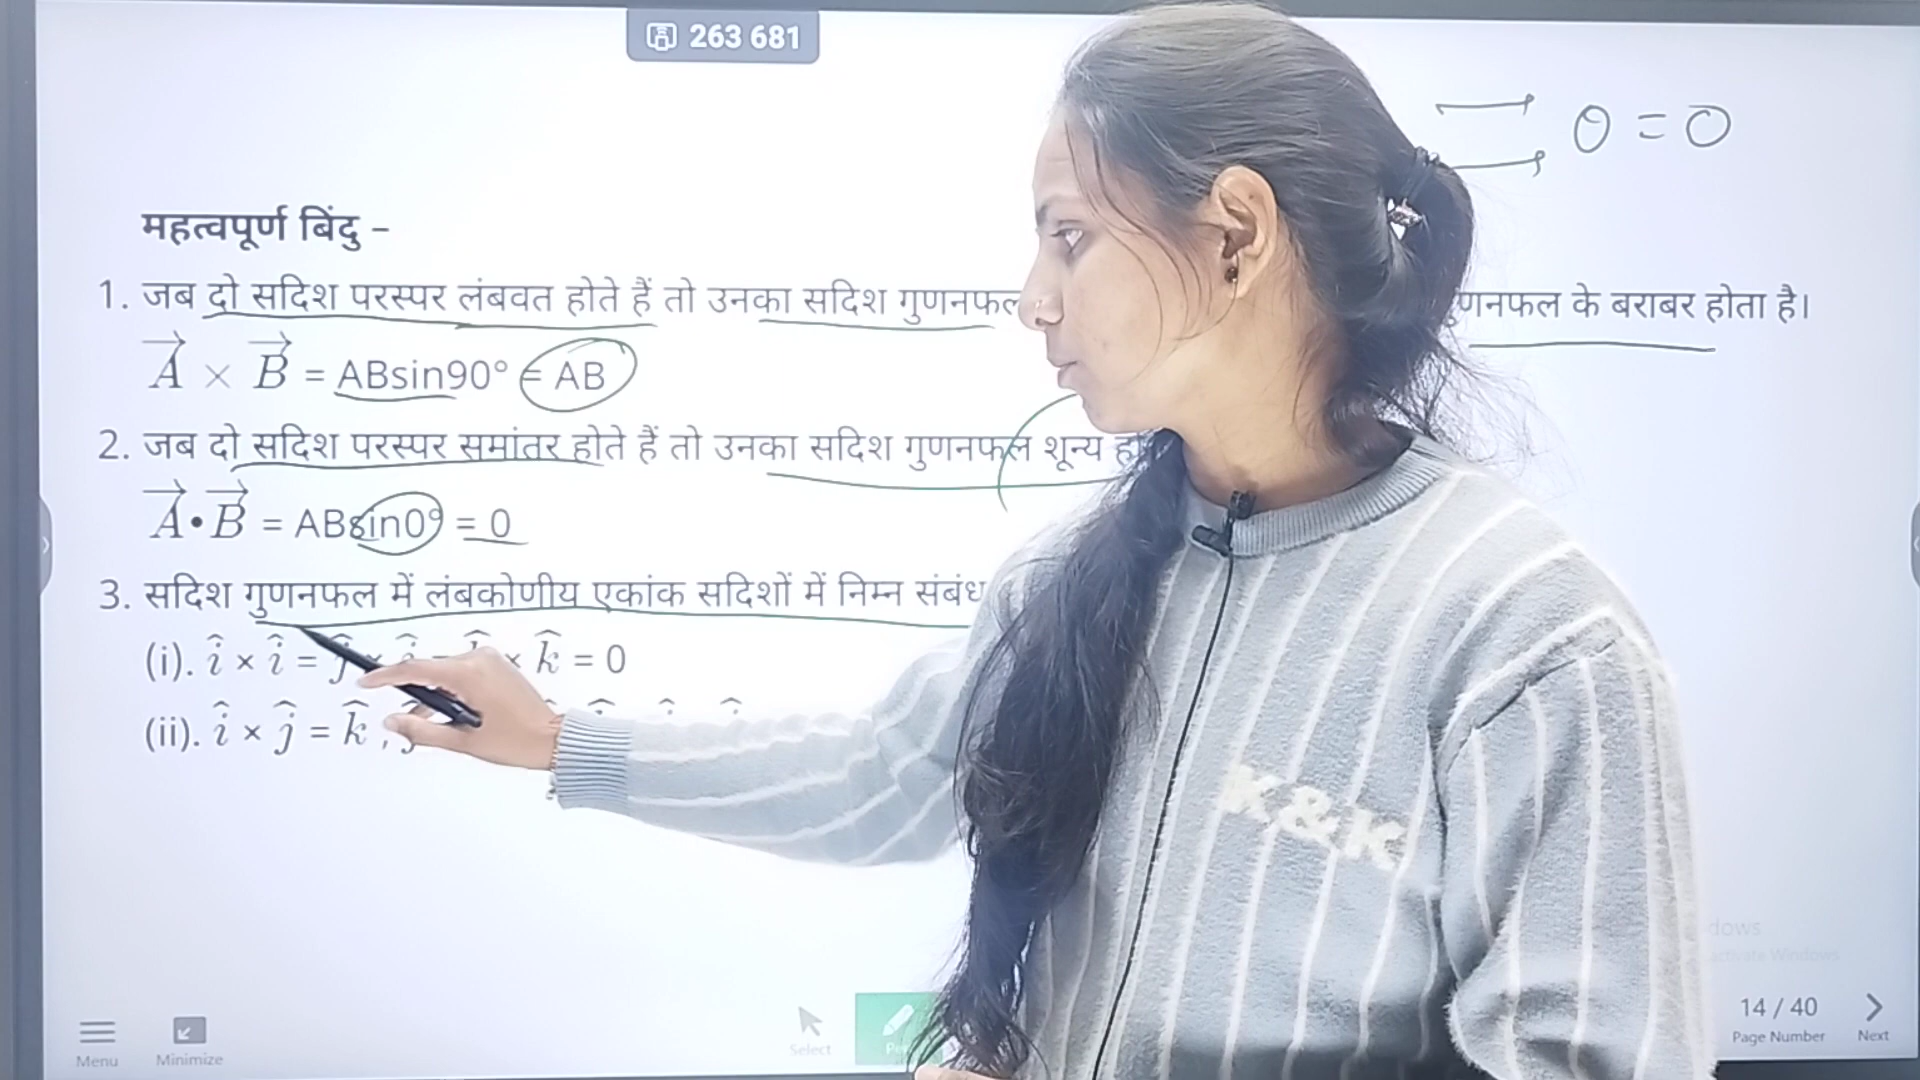 263 681
θ = 0
महत्वपूर्ण बिंदु –
1. जब दो सदिश परस्पर लंबवत होते हैं तो उनका सदिश गुणनफल के बराबर होता है।
A × B = ABsin90° = AB
2. जब दो सदिश परस्पर समांतर होते हैं तो उनका सदिश गुणनफल शून्य
A•B = ABsin0° = 0
3. सदिश गुणनफल में लंबकोणीय एकांक सदिशों में निम्न संबंध
(i). î × î = × k̂ = 0
(ii). î × ĵ = k̂ ,
K&K
14 / 40
Menu Minimize Select Page Number Next